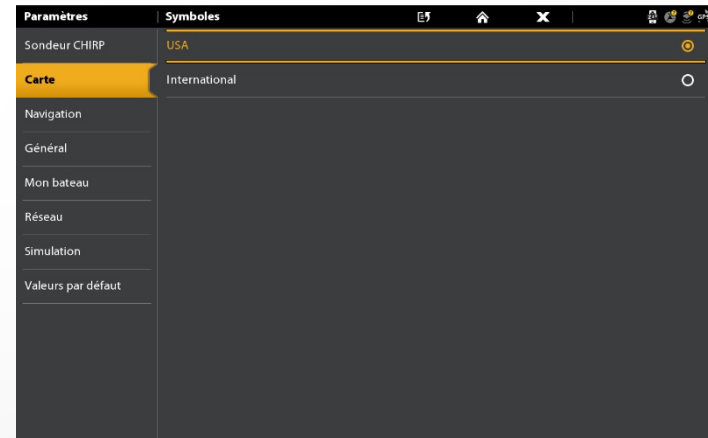 Paramètres
Symboles
Sondeur CHIRP
USA
Carte
International
Navigation
Général
Mon bateau
Réseau
Simulation
Valeurs par défaut